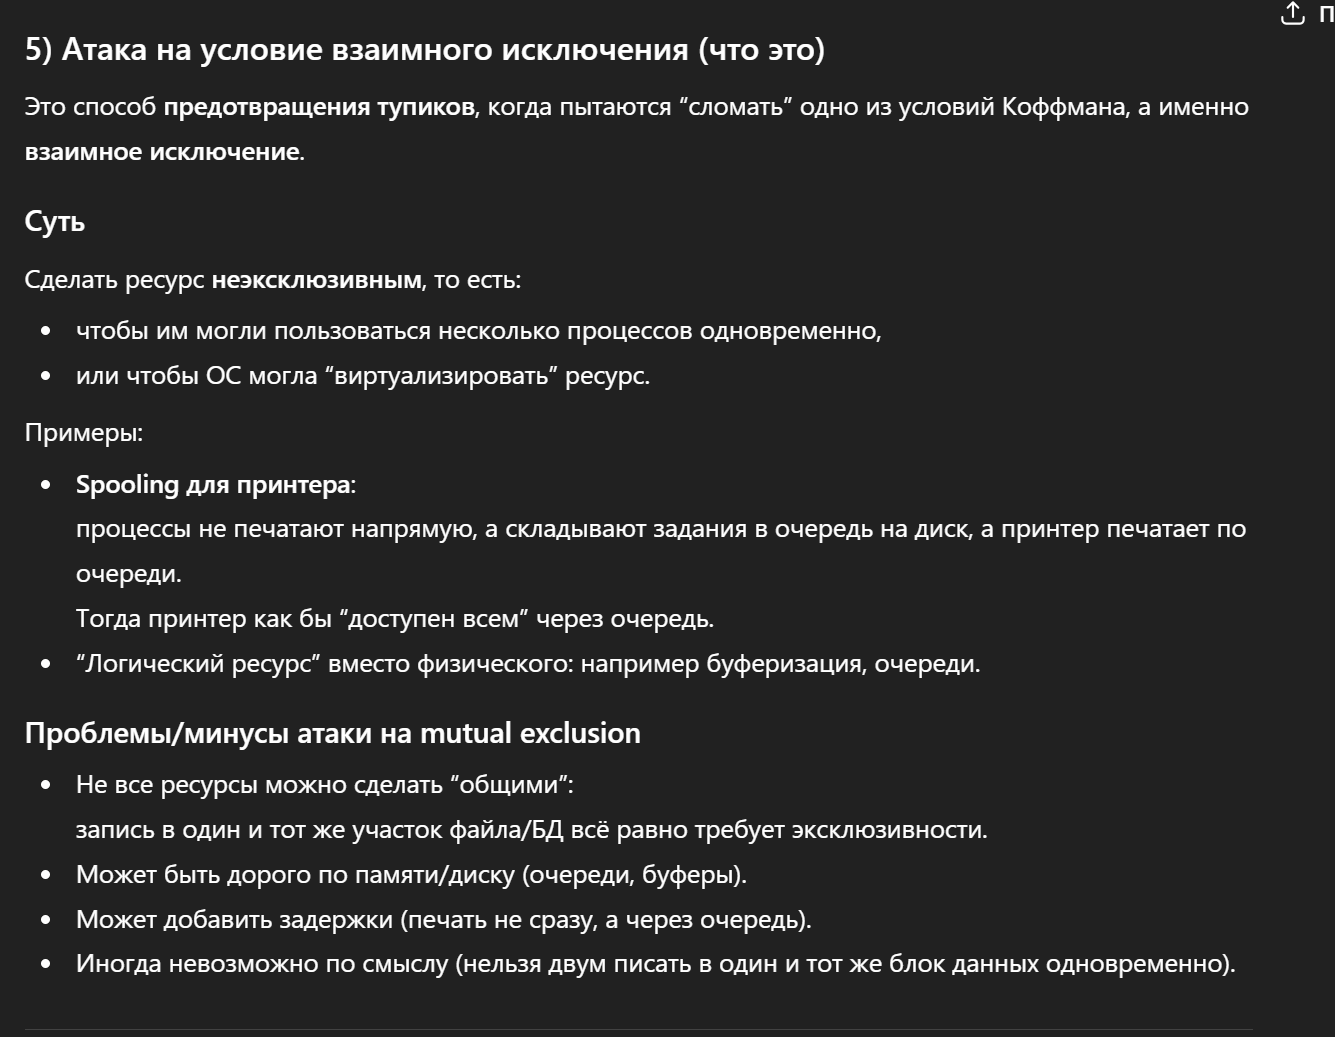 П
5) Атака на условие взаимного исключения (что это)
Это способ предотвращения тупиков, когда пытаются “сломать” одно из условий Коффмана, а именно
взаимное исключение.
Суть
Сделать ресурс неэксклюзивным, то есть:
• чтобы им могли пользоваться несколько процессов одновременно,
• или чтобы ОС могла “виртуализировать” ресурс.
Примеры:
• Spooling для принтера:
процессы не печатают напрямую, а складывают задания в очередь на диск, а принтер печатает по
очереди.
Тогда принтер как бы “доступен всем” через очередь.
• “Логический ресурс” вместо физического: например буферизация, очереди.
Проблемы/минусы атаки на mutual exclusion
• Не все ресурсы можно сделать “общими”:
запись в один и тот же участок файла/БД всё равно требует эксклюзивности.
• Может быть дорого по памяти/диску (очереди, буферы).
• Может добавить задержки (печать не сразу, а через очередь).
• Иногда невозможно по смыслу (нельзя двум писать в один и тот же блок данных одновременно).